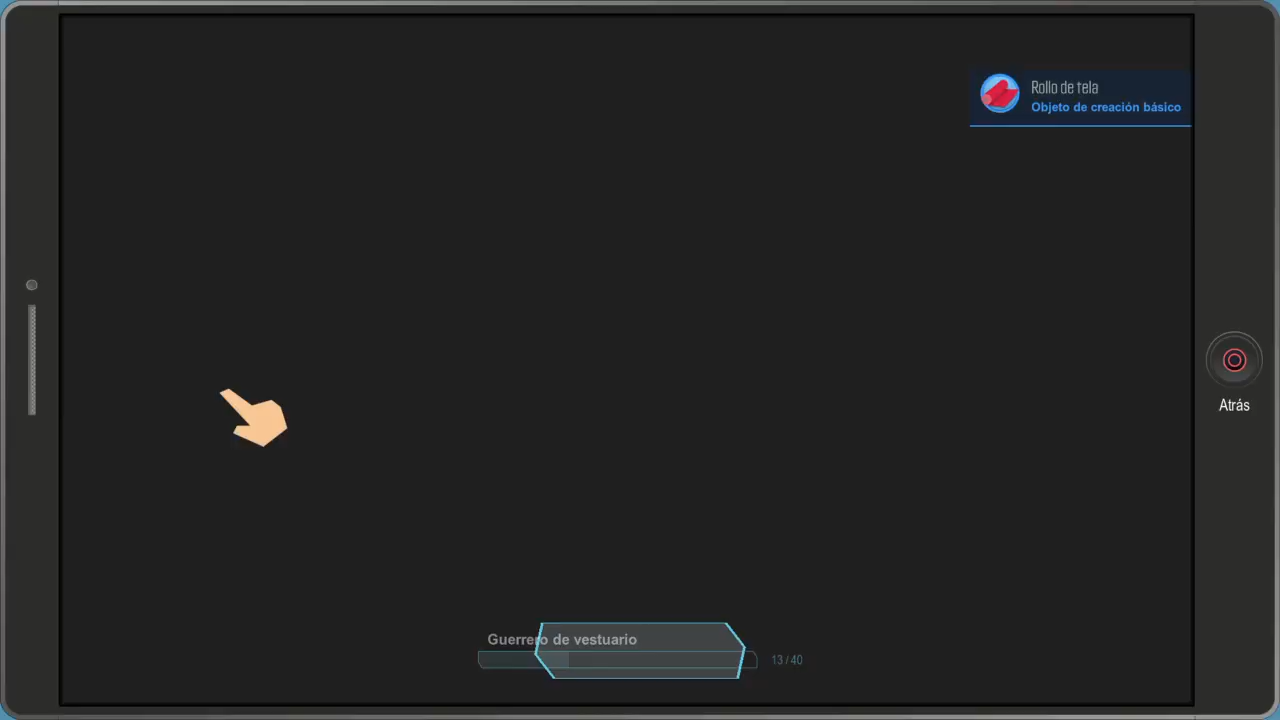 Rollo de tela
Objeto de creación básico
Atrás
Guerrero de vestuario
13 / 40